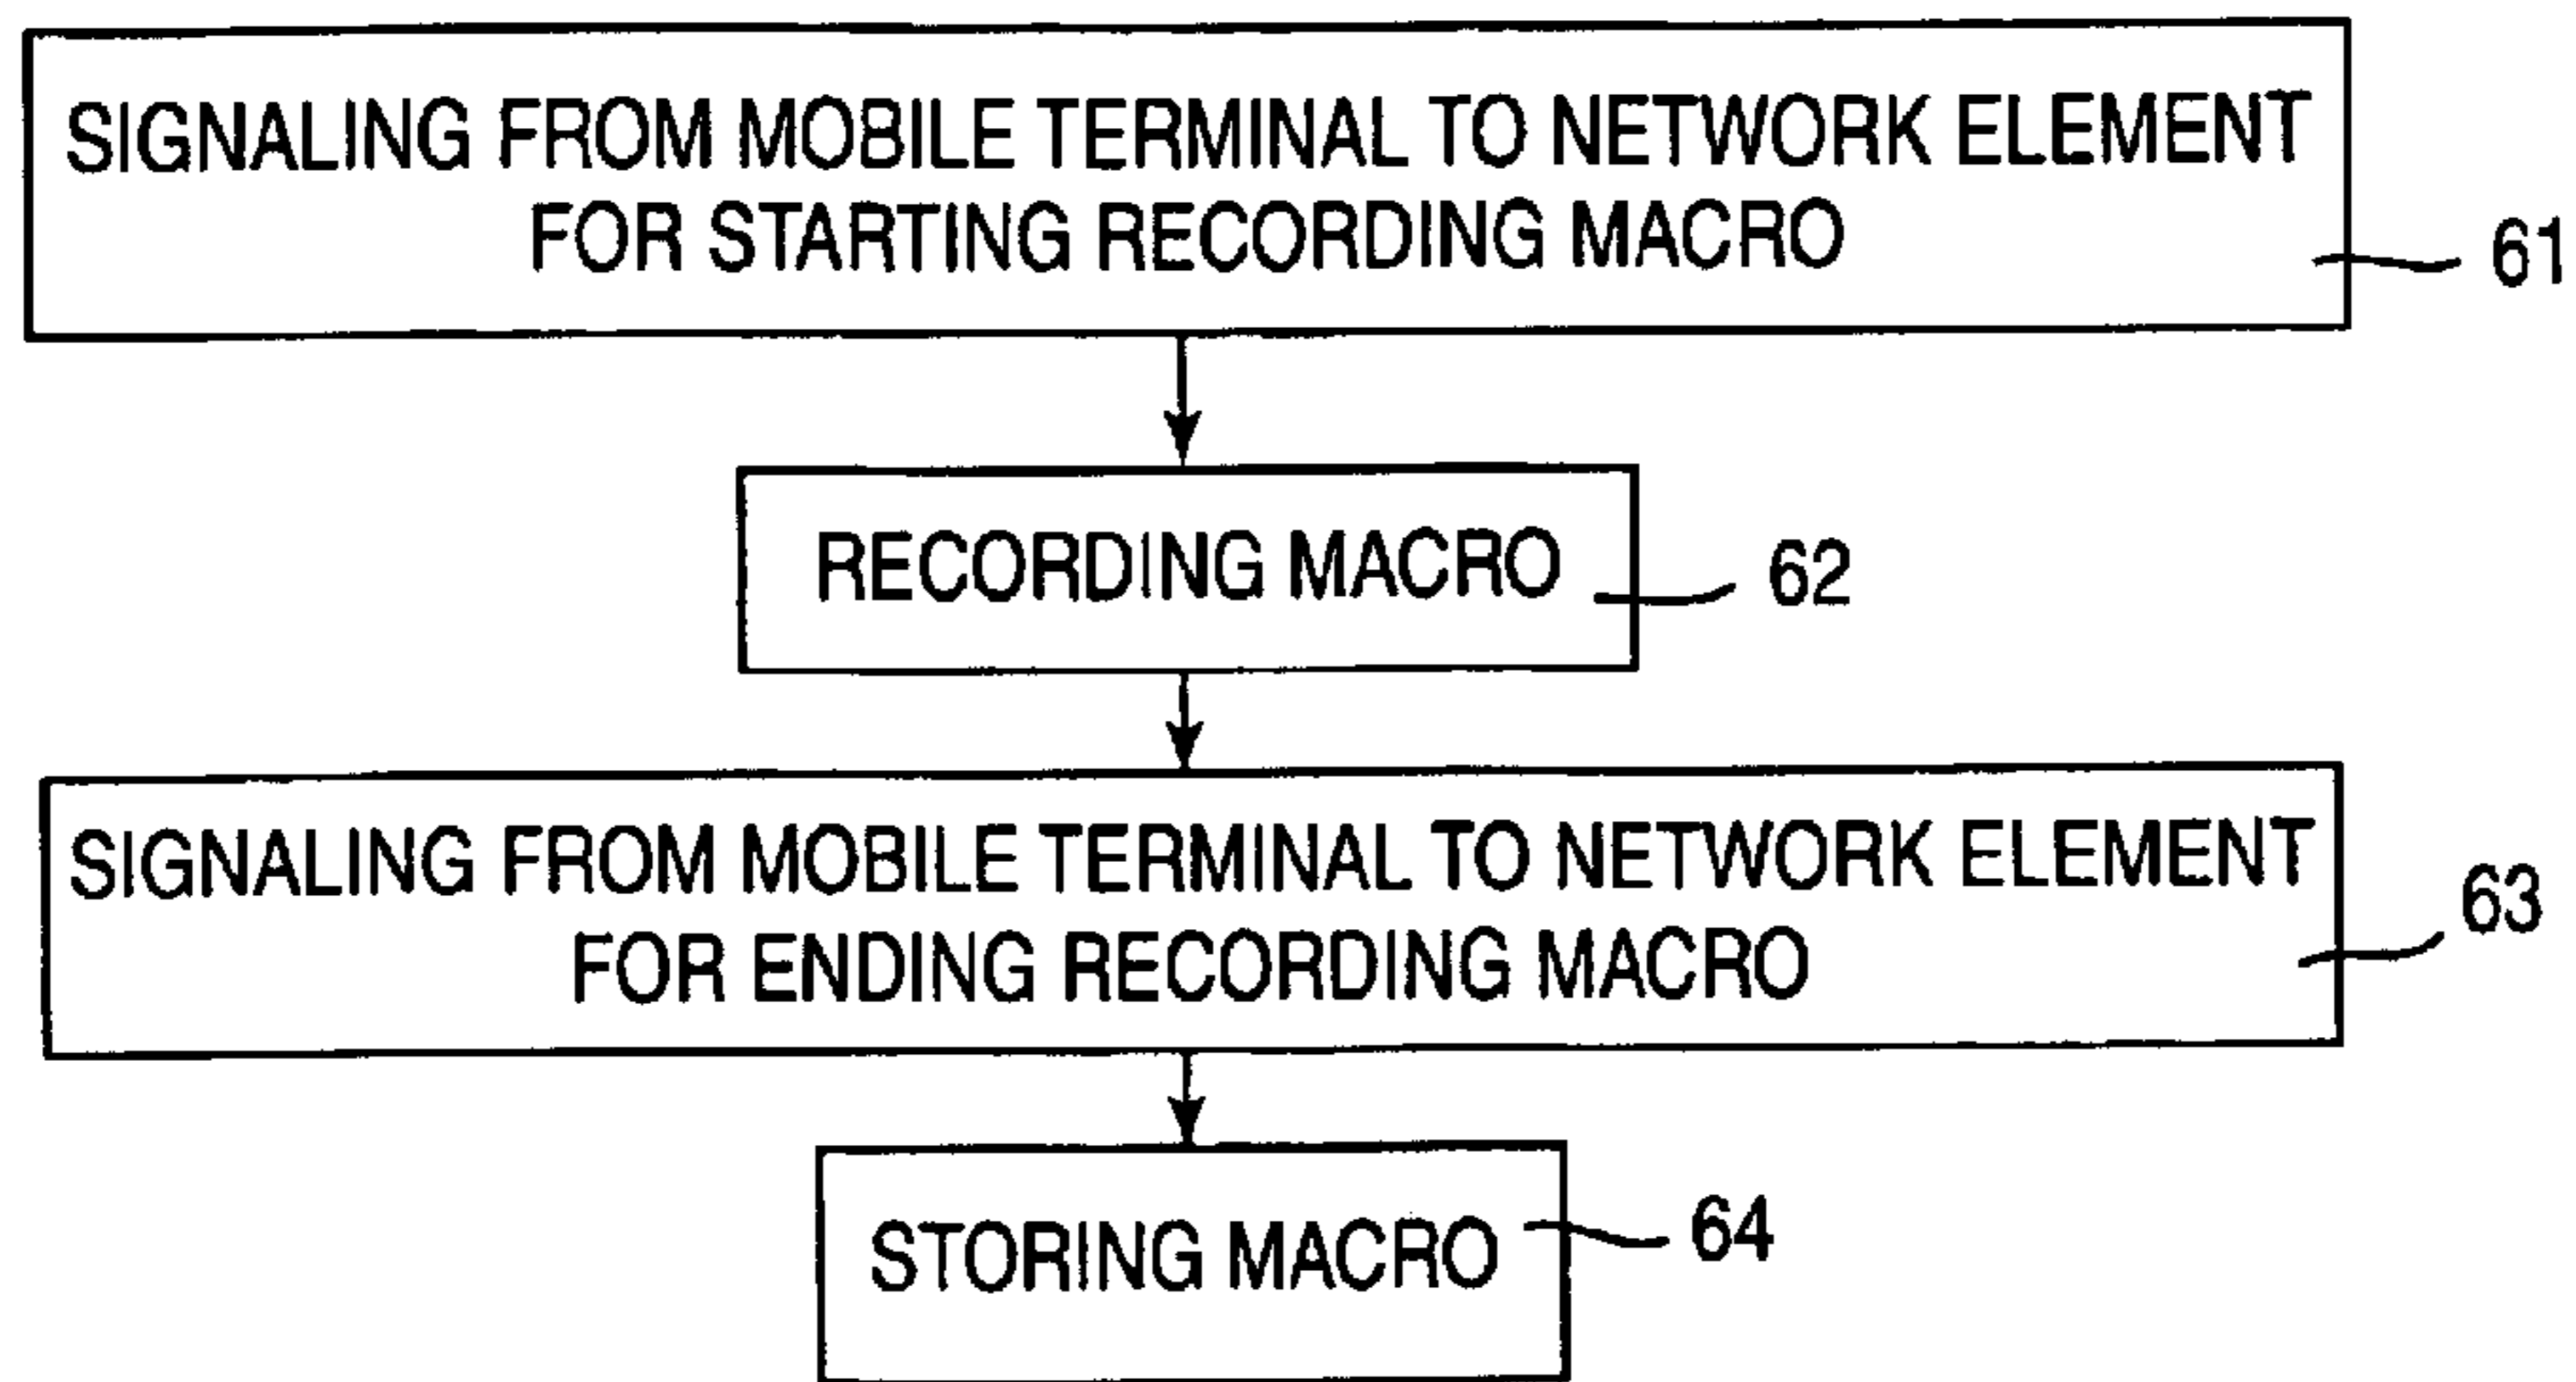 SIGNALING FROM MOBILE TERMINAL TO NETWORK ELEMENT
FOR STARTING RECORDING MACRO
61
RECORDING MACRO
62
SIGNALING FROM MOBILE TERMINAL TO NETWORK ELEMENT
FOR ENDING RECORDING MACRO
63
STORING MACRO
64